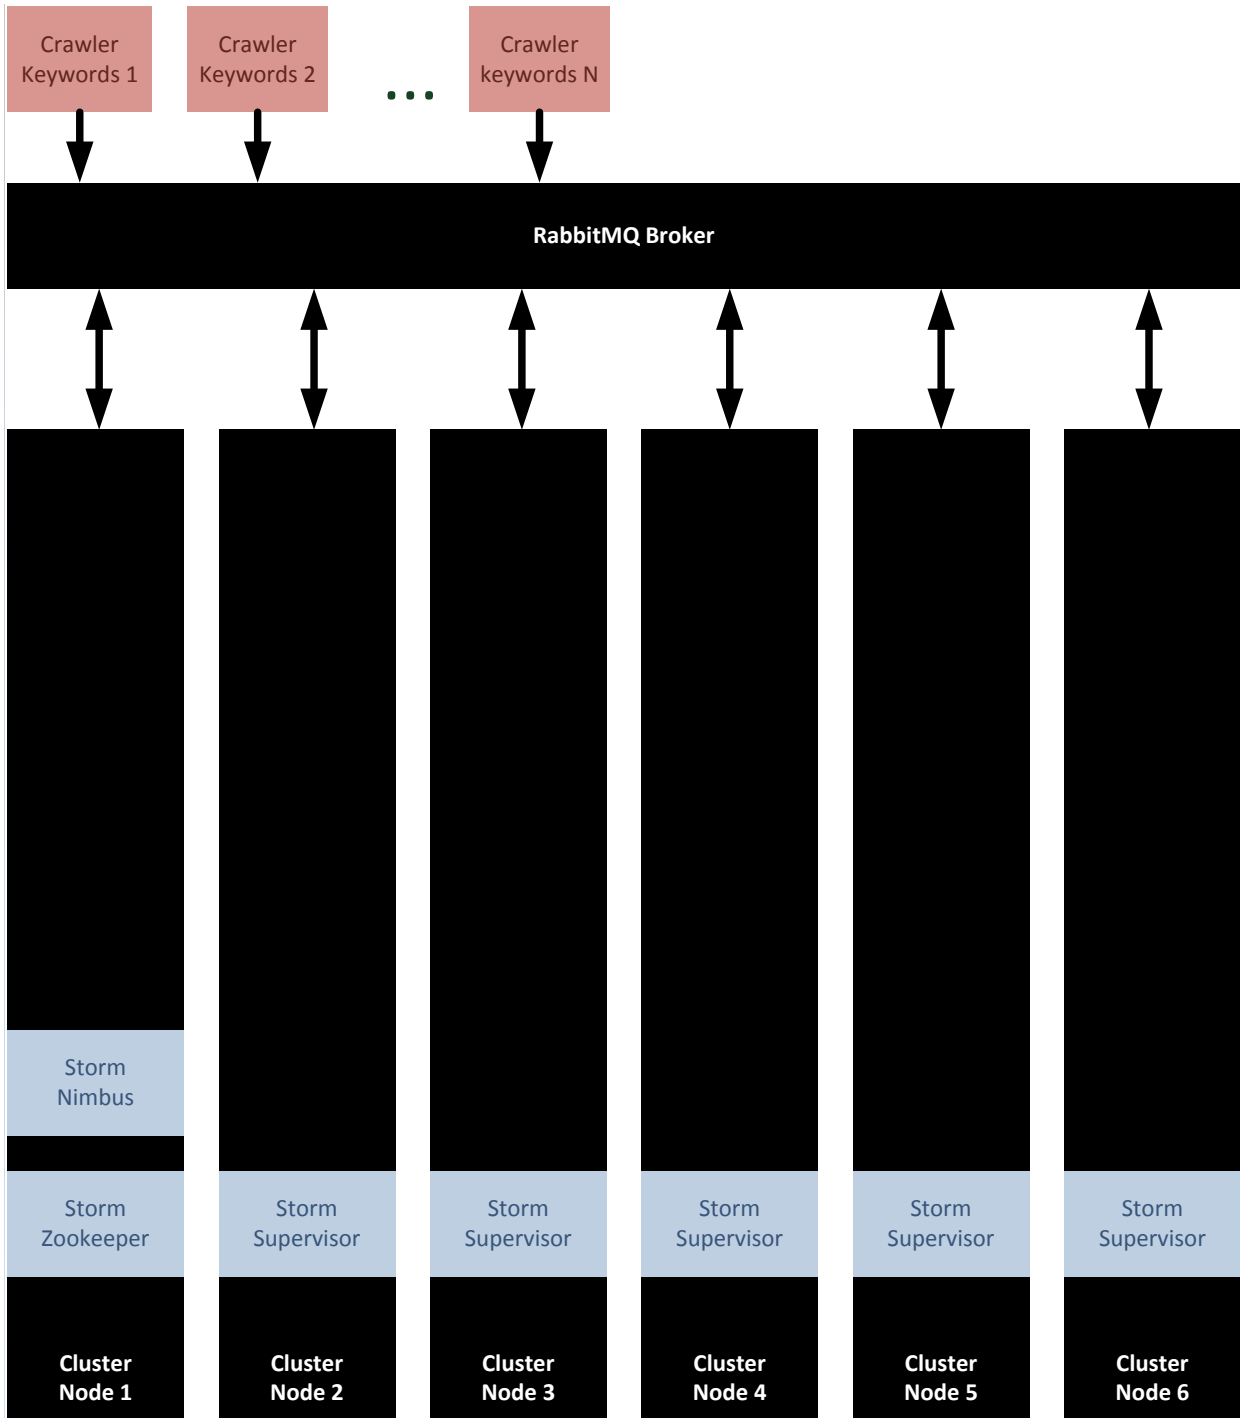 Crawler
Keywords 1
Crawler
Keywords 2
...
Crawler
keywords N
RabbitMQ Broker
Storm
Nimbus
Storm
Zookeeper
Storm
Supervisor
Storm
Supervisor
Storm
Supervisor
Storm
Supervisor
Storm
Supervisor
Cluster
Node 1
Cluster
Node 2
Cluster
Node 3
Cluster
Node 4
Cluster
Node 5
Cluster
Node 6